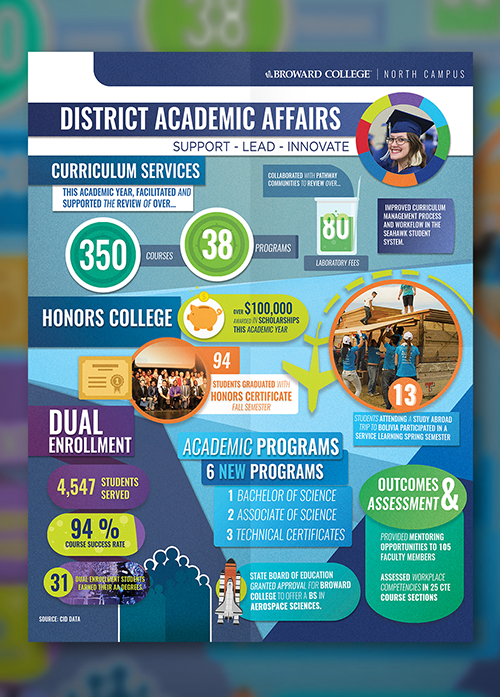 BROWARD COLLEGE | NORTH CAMPUS
DISTRICT ACADEMIC AFFAIRS
SUPPORT - LEAD - INNOVATE
CURRICULUM SERVICES
THIS ACADEMIC YEAR, FACILITATED AND
SUPPORTED THE REVIEW OF OVER...
350
COURSES
38
PROGRAMS
COLLABORATED WITH PATHWAY
COMMUNITIES TO REVIEW OVER...
80
LABORATORY FEES
IMPROVED CURRICULUM
MANAGEMENT PROCESS
AND WORKFLOW IN THE
SEAHAWK STUDENT
SYSTEM.
HONORS COLLEGE
OVER $100,000
AWARDED IN SCHOLARSHIPS
THIS ACADEMIC YEAR
94
STUDENTS GRADUATED WITH
HONORS CERTIFICATE
FALL SEMESTER
13
STUDENTS ATTENDING A STUDY ABROAD
TRIP TO BOLIVIA PARTICIPATED IN A
SERVICE LEARNING SPRING SEMESTER
DUAL
ENROLLMENT
4,547 STUDENTS
SERVED
94 %
COURSE SUCCESS RATE
31 DUAL ENROLLMENT STUDENTS
EARNED THEIR AA DEGREES
ACADEMIC PROGRAMS
6 NEW PROGRAMS
1 BACHELOR OF SCIENCE
2 ASSOCIATE OF SCIENCE
3 TECHNICAL CERTIFICATES
STATE BOARD OF EDUCATION
GRANTED APPROVAL FOR BROWARD
COLLEGE TO OFFER A BS IN
AEROSPACE SCIENCES.
OUTCOMES &
ASSESSMENT
PROVIDED MENTORING
OPPORTUNITIES TO 105
FACULTY MEMBERS
ASSESSED WORKPLACE
COMPETENCIES IN 25 CTE
COURSE SECTIONS
SOURCE: CID DATA